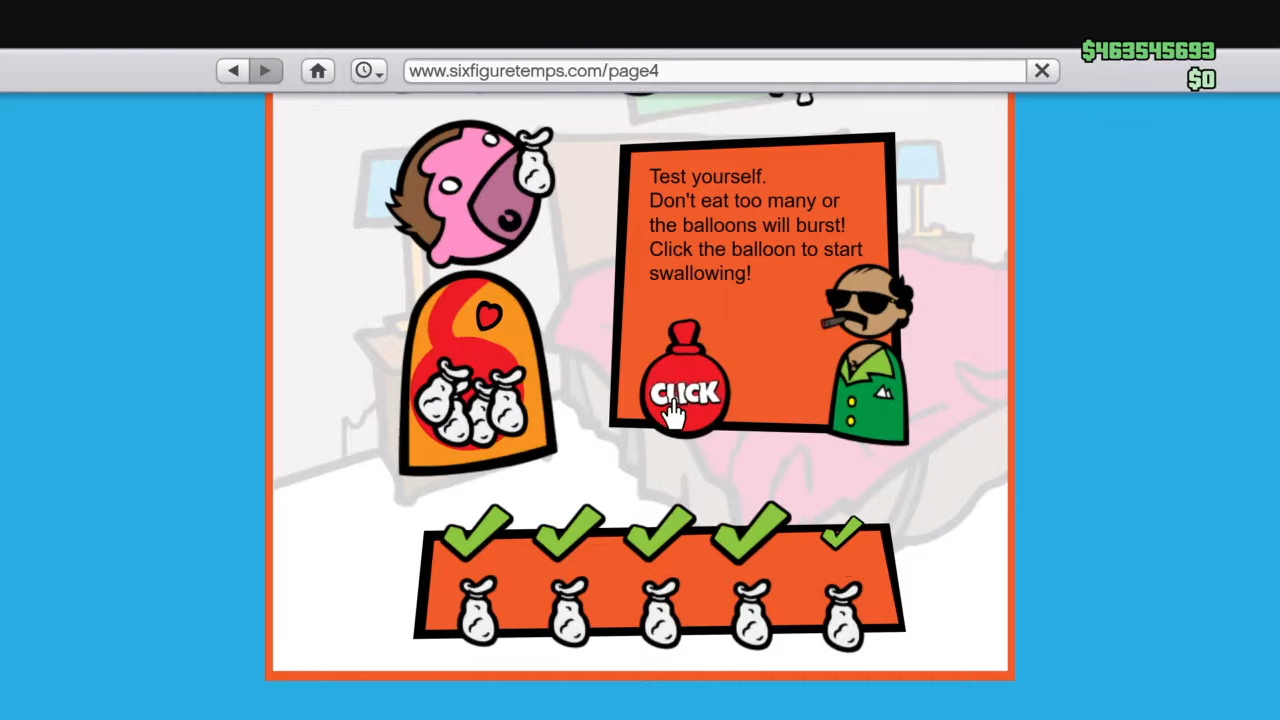 $463545693
www.sixfiguretemps.com/page4
$0
Test yourself.
Don't eat too many or
the balloons will burst!
Click the balloon to start
swallowing!
CLICK